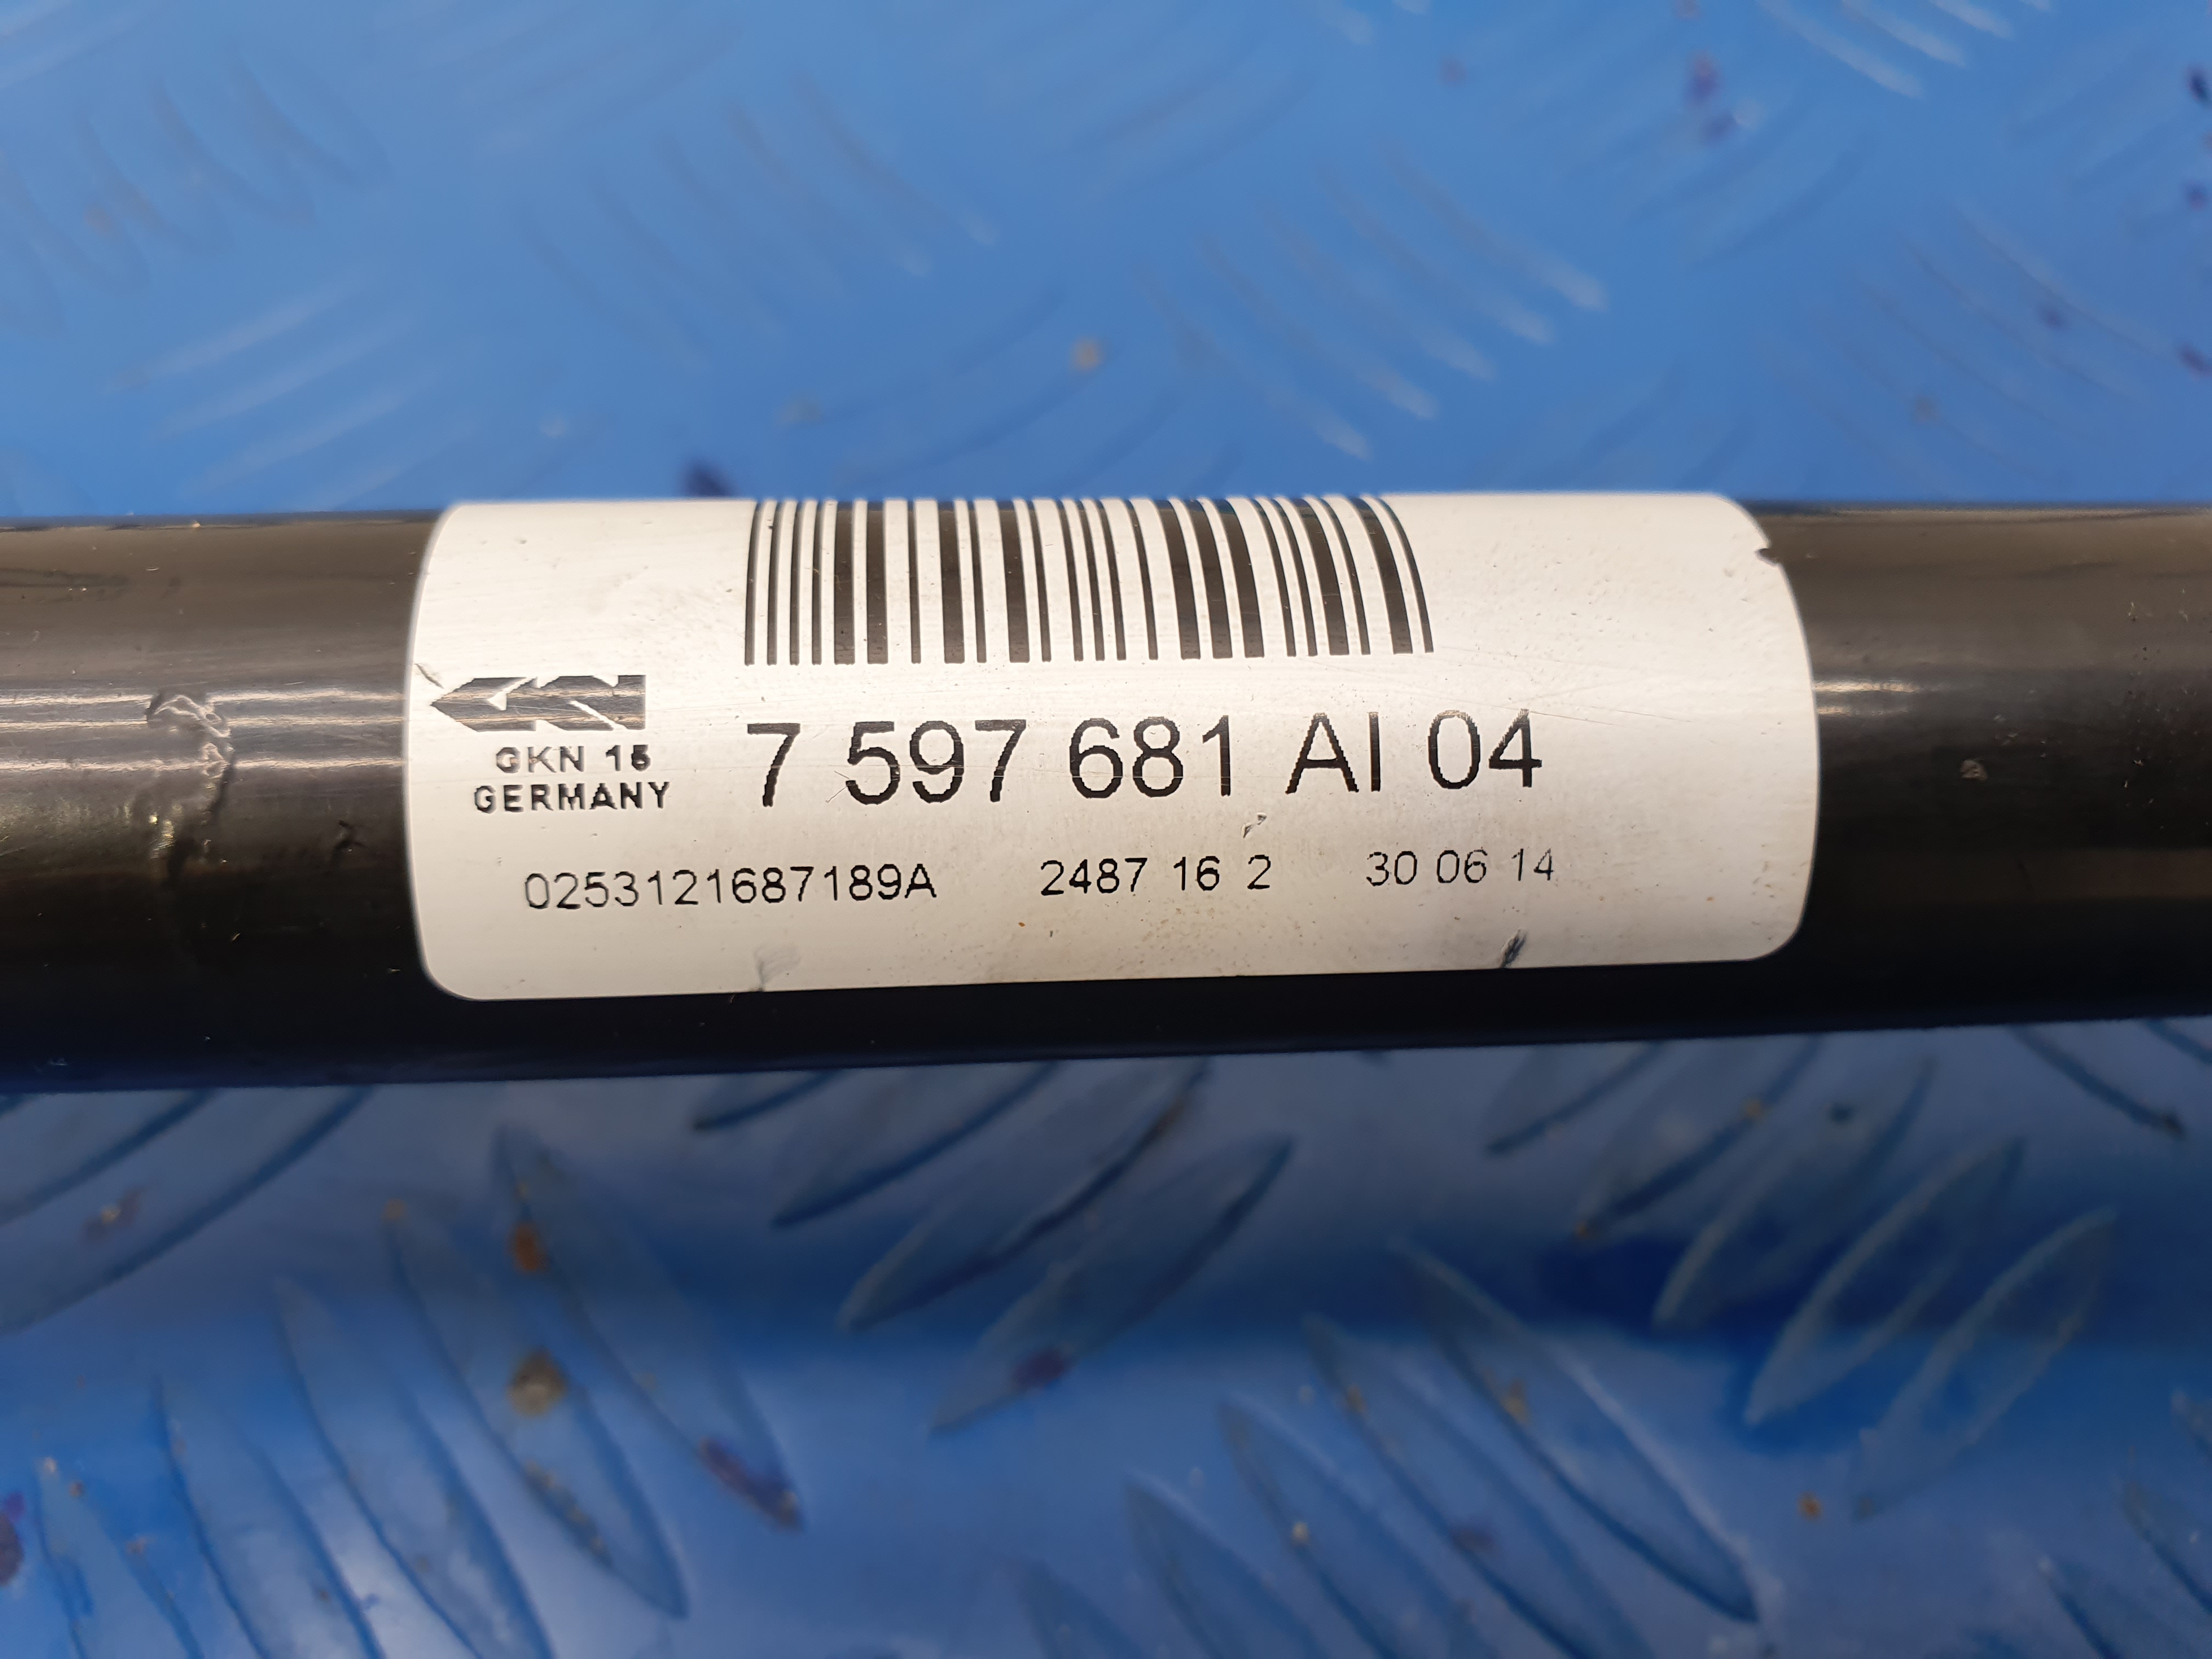 GKN 15
GERMANY
7 597 681 AI 04
0253121687189A 2487 16 2 30 06 14